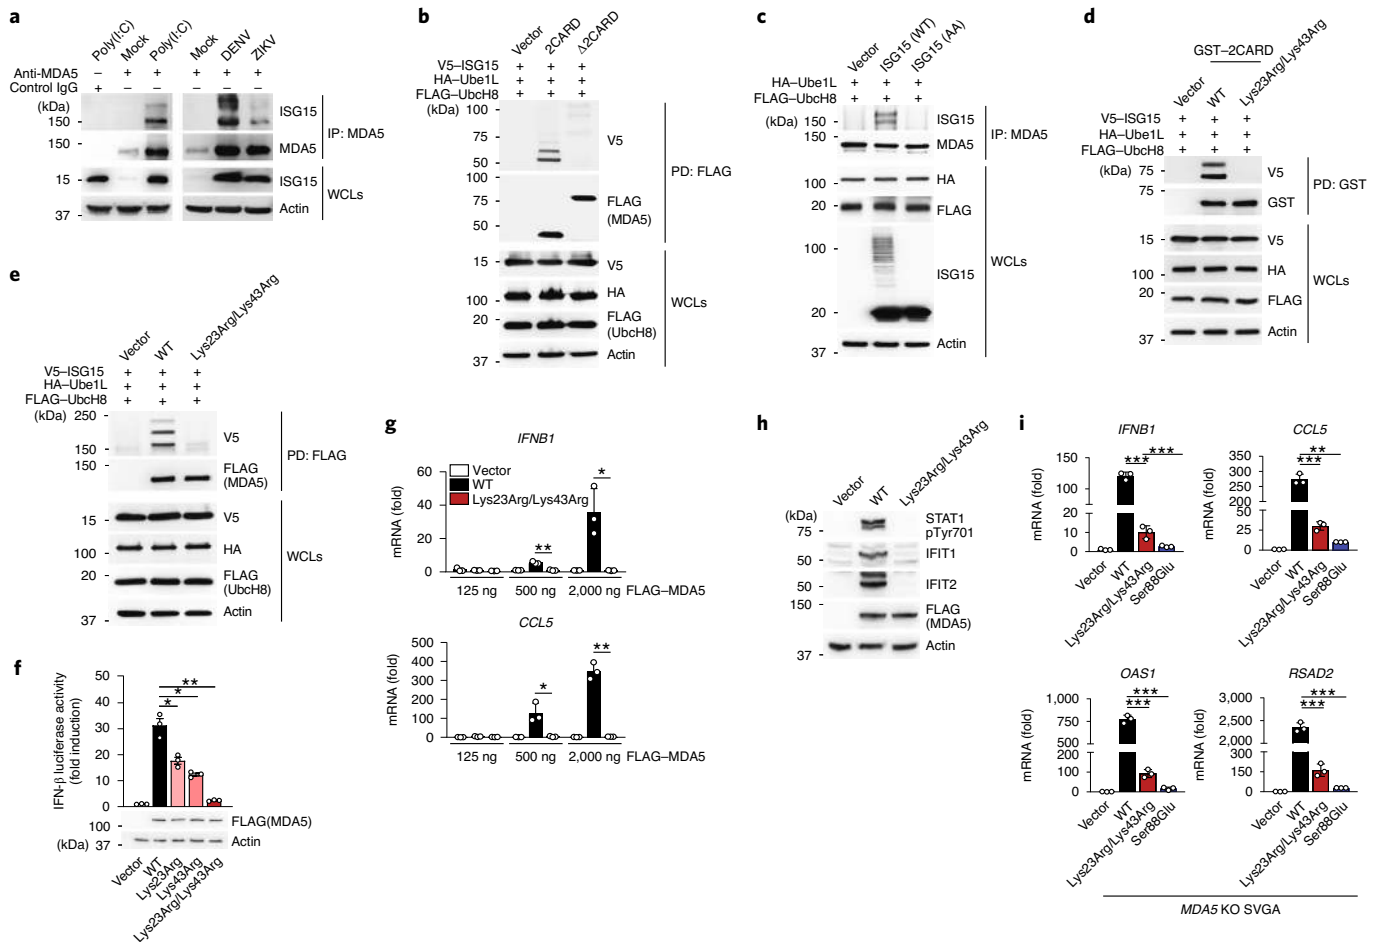 a
Poly(I:C)
Mock
Poly(I:C)
Mock
DENV
ZIKV
Anti-MDA5 – + + + + +
Control IgG + – – – – –
(kDa)
150
ISG15
150
MDA5
IP: MDA5
15
ISG15
37
Actin
WCLs
b
Vector
2CARD
Δ2CARD
V5–ISG15 + + +
HA–Ube1L + + +
FLAG–UbcH8 + + +
(kDa)
100
75
50
V5
100
75
50
FLAG
(MDA5)
PD: FLAG
15
V5
100
HA
20
FLAG
(UbcH8)
37
Actin
WCLs
c
Vector
ISG15 (WT)
ISG15 (AA)
HA–Ube1L + + +
FLAG–UbcH8 + + +
(kDa)
150
ISG15
150
MDA5
IP: MDA5
100
HA
20
FLAG
100
20
ISG15
37
Actin
WCLs
d
GST–2CARD
Vector
WT
Lys23Arg/Lys43Arg
V5–ISG15 + + +
HA–Ube1L + + +
FLAG–UbcH8 + + +
(kDa)
75
V5
75
GST
PD: GST
15
V5
100
HA
20
FLAG
37
Actin
WCLs
e
Vector
WT
Lys23Arg/Lys43Arg
V5–ISG15 + + +
HA–Ube1L + + +
FLAG–UbcH8 + + +
(kDa)
250
150
V5
150
FLAG
(MDA5)
PD: FLAG
15
V5
100
HA
20
FLAG
(UbcH8)
37
Actin
WCLs
f
IFN-β luciferase activity
(fold induction)
50
40
30
20
10
0
**
*
*
100
FLAG(MDA5)
(kDa) 37
Actin
Vector
WT
Lys23Arg
Lys43Arg
Lys23Arg/Lys43Arg
g
IFNB1
mRNA (fold)
60
40
20
0
Vector
WT
Lys23Arg/Lys43Arg
**
*
125 ng 500 ng 2,000 ng FLAG–MDA5
CCL5
mRNA (fold)
500
400
300
200
100
0
*
**
125 ng 500 ng 2,000 ng FLAG–MDA5
h
Vector
WT
Lys23Arg/Lys43Arg
(kDa)
75
STAT1
pTyr701
50
IFIT1
50
IFIT2
150
FLAG
(MDA5)
37
Actin
i
IFNB1
mRNA (fold)
150
100
50
20
10
0
*** ***
Vector
WT
Lys23Arg/Lys43Arg
Ser88Glu
CCL5
mRNA (fold)
350
300
250
200
50
25
0
**
***
Vector
WT
Lys23Arg/Lys43Arg
Ser88Glu
OAS1
mRNA (fold)
1,000
750
500
200
100
0
***
***
Vector
WT
Lys23Arg/Lys43Arg
Ser88Glu
RSAD2
mRNA (fold)
3,000
2,500
2,000
300
150
0
***
***
Vector
WT
Lys23Arg/Lys43Arg
Ser88Glu
MDA5 KO SVGA